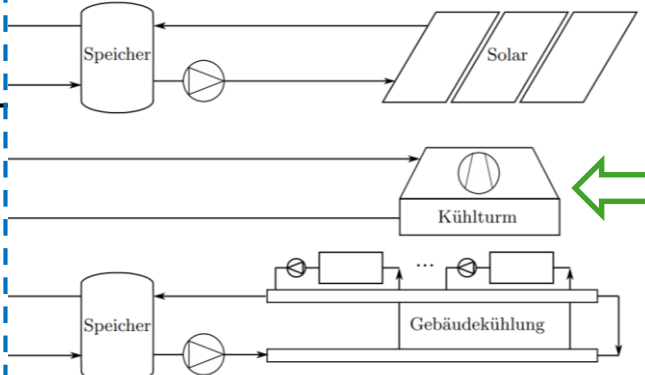 Speicher
Solar
Kühlturm
...
Speicher
Gebäudekühlung